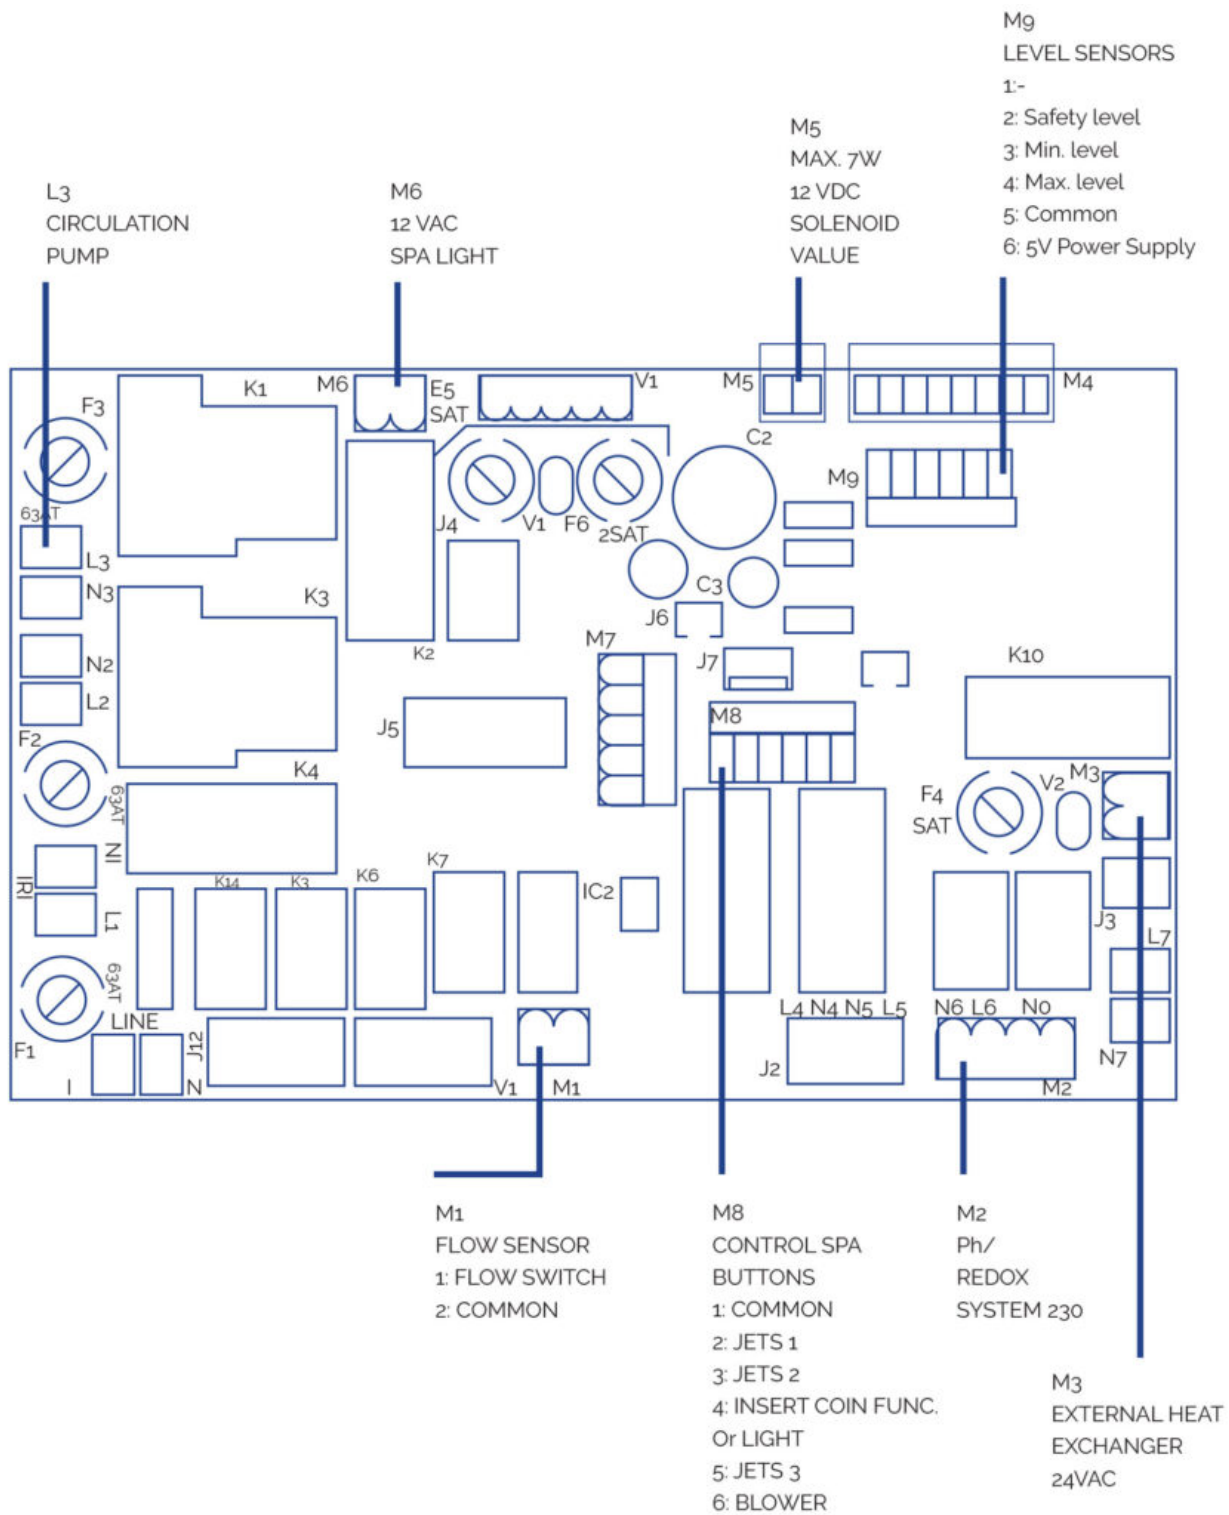 M9
LEVEL SENSORS
1:-
2: Safety level
3: Min. level
4: Max. level
5: Common
6: 5V Power Supply
M5
MAX. 7W
12 VDC
SOLENOID
VALUE
L3
CIRCULATION
PUMP
M6
12 VAC
SPA LIGHT
F3
K1
M6
E5
SAT
V1
M5
M4
C2
M9
63AT
J4
V1
F6
2SAT
L3
N3
K3
K2
C3
J6
M7
J7
K10
N2
L2
J5
M8
F2
K4
63AT
F4
SAT
V2
M3
NI
IRI
L1
K14
K3
K6
K7
IC2
J3
L7
63AT
F1
LINE
J12
I
N
V1
M1
L4 N4 N5 L5
J2
N6 L6 N0
N7
M2
M1
FLOW SENSOR
1: FLOW SWITCH
2: COMMON
M8
CONTROL SPA
BUTTONS
1: COMMON
2: JETS 1
3: JETS 2
4: INSERT COIN FUNC.
Or LIGHT
5: JETS 3
6: BLOWER
M2
Ph/
REDOX
SYSTEM 230
M3
EXTERNAL HEAT
EXCHANGER
24VAC